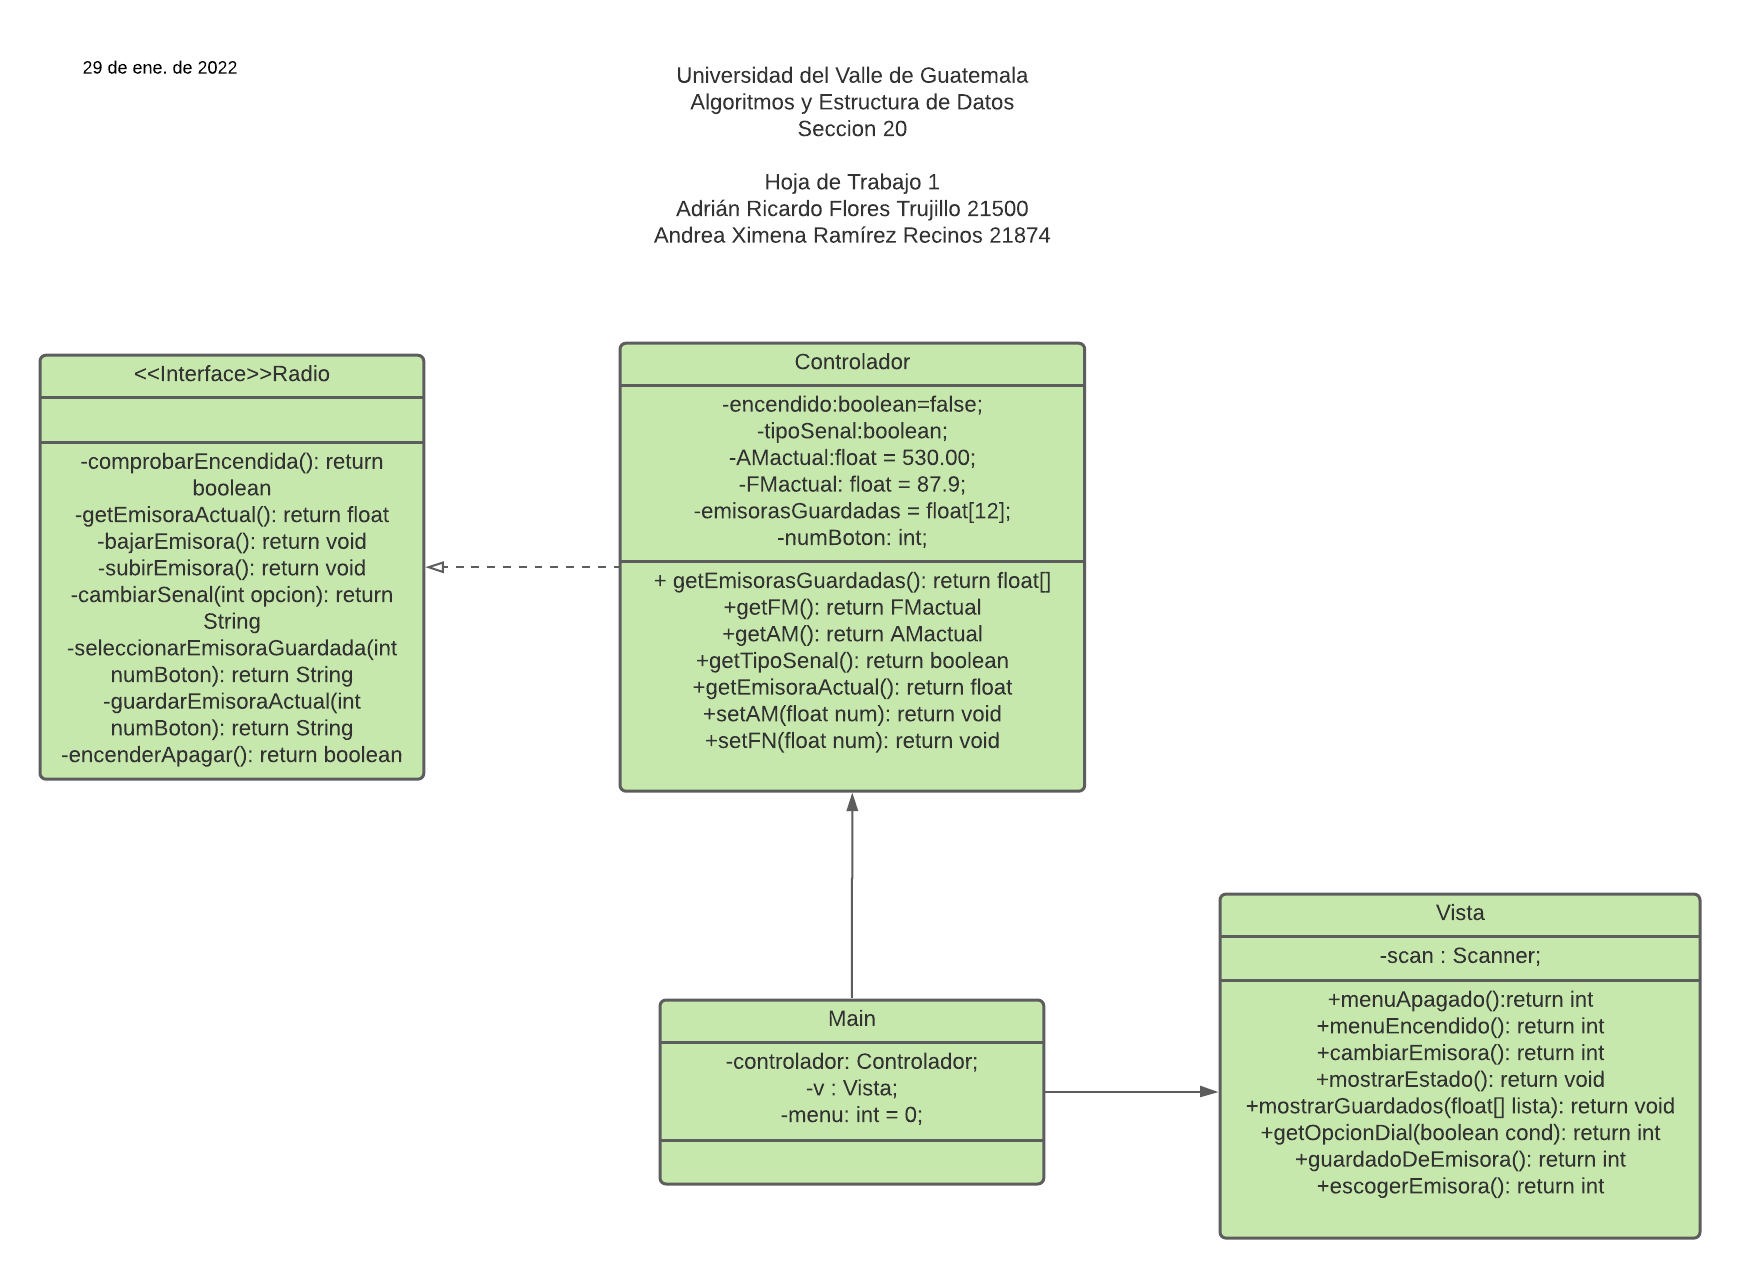 29 de ene. de 2022
Universidad del Valle de Guatemala
Algoritmos y Estructura de Datos
Seccion 20
Hoja de Trabajo 1
Adrián Ricardo Flores Trujillo 21500
Andrea Ximena Ramírez Recinos 21874
<<Interface>>Radio
-comprobarEncendida(): return
boolean
-getEmisoraActual(): return float
-bajarEmisora(): return void
-subirEmisora(): return void
-cambiarSenal(int opcion): return
String
-seleccionarEmisoraGuardada(int
numBoton): return String
-guardarEmisoraActual(int
numBoton): return String
-encenderApagar(): return boolean
Controlador
-encendido:boolean=false;
-tipoSenal:boolean;
-AMactual:float = 530.00;
-FMactual: float = 87.9;
-emisorasGuardadas = float[12];
-numBoton: int;
+ getEmisorasGuardadas(): return float[]
+getFM(): return FMactual
+getAM(): return AMactual
+getTipoSenal(): return boolean
+getEmisoraActual(): return float
+setAM(float num): return void
+setFN(float num): return void
Main
-controlador: Controlador;
-v : Vista;
-menu: int = 0;
Vista
-scan : Scanner;
+menuApagado():return int
+menuEncendido(): return int
+cambiarEmisora(): return int
+mostrarEstado(): return void
+mostrarGuardados(float[] lista): return void
+getOpcionDial(boolean cond): return int
+guardadoDeEmisora(): return int
+escogerEmisora(): return int